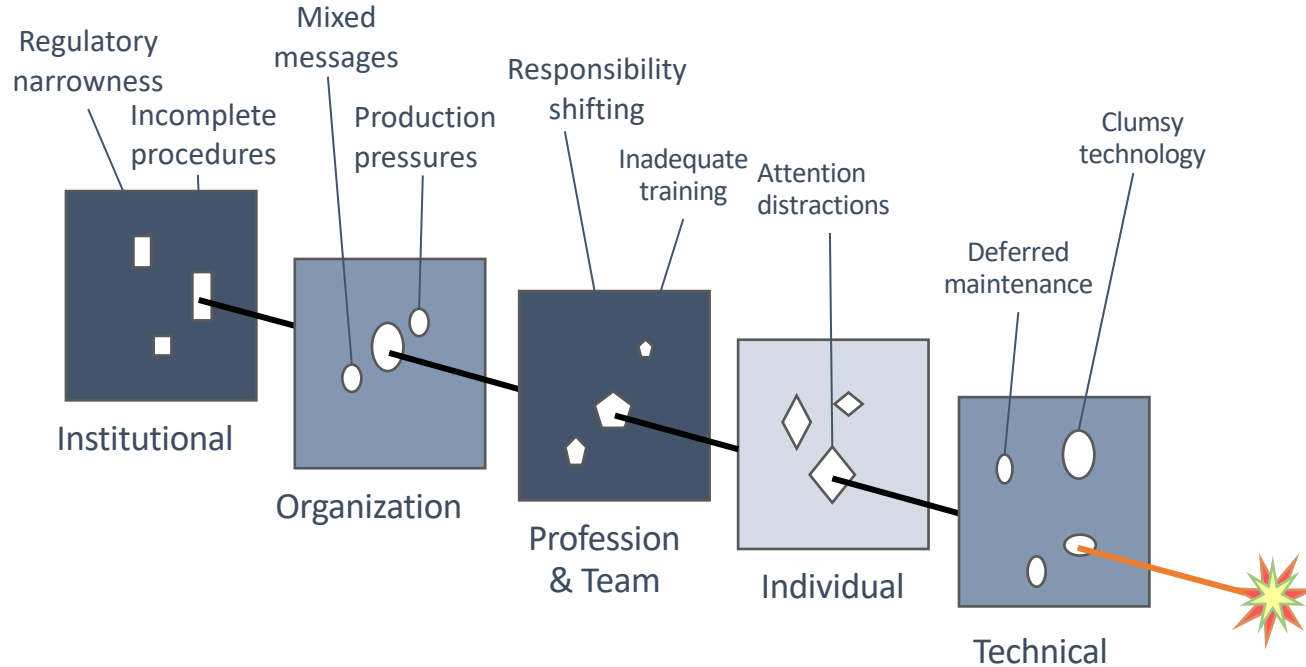 Regulatory
narrowness
Incomplete
procedures
Mixed
messages
Production
pressures
Responsibility
shifting
Inadequate
training
Attention
distractions
Deferred
maintenance
Clumsy
technology
Institutional
Organization
Profession
& Team
Individual
Technical